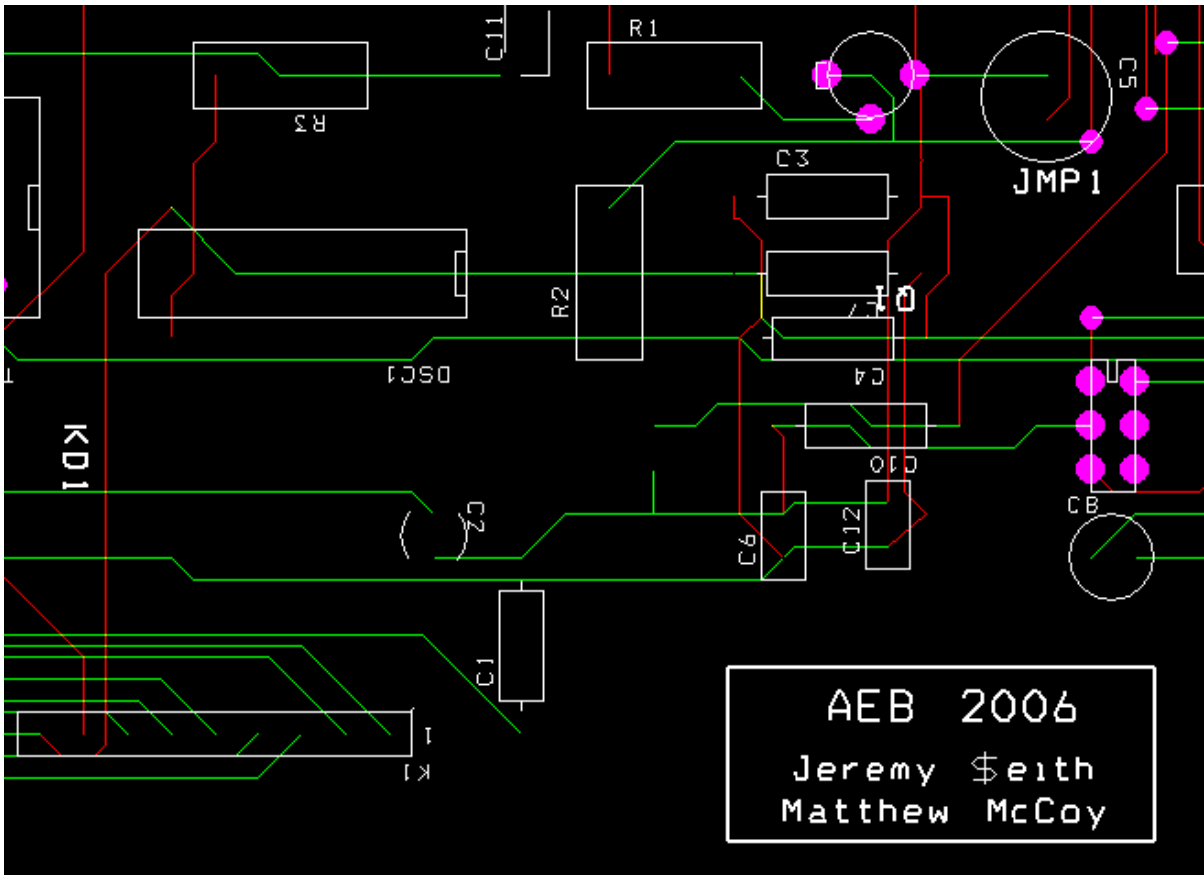 C11
R1
C5
R3
C3
JMP1
R2
Q1
DSC1
C4
KD1
C10
C2
C12
C6
CB
C1
1
K1
AEB 2006
Jeremy $eith
Matthew McCoy